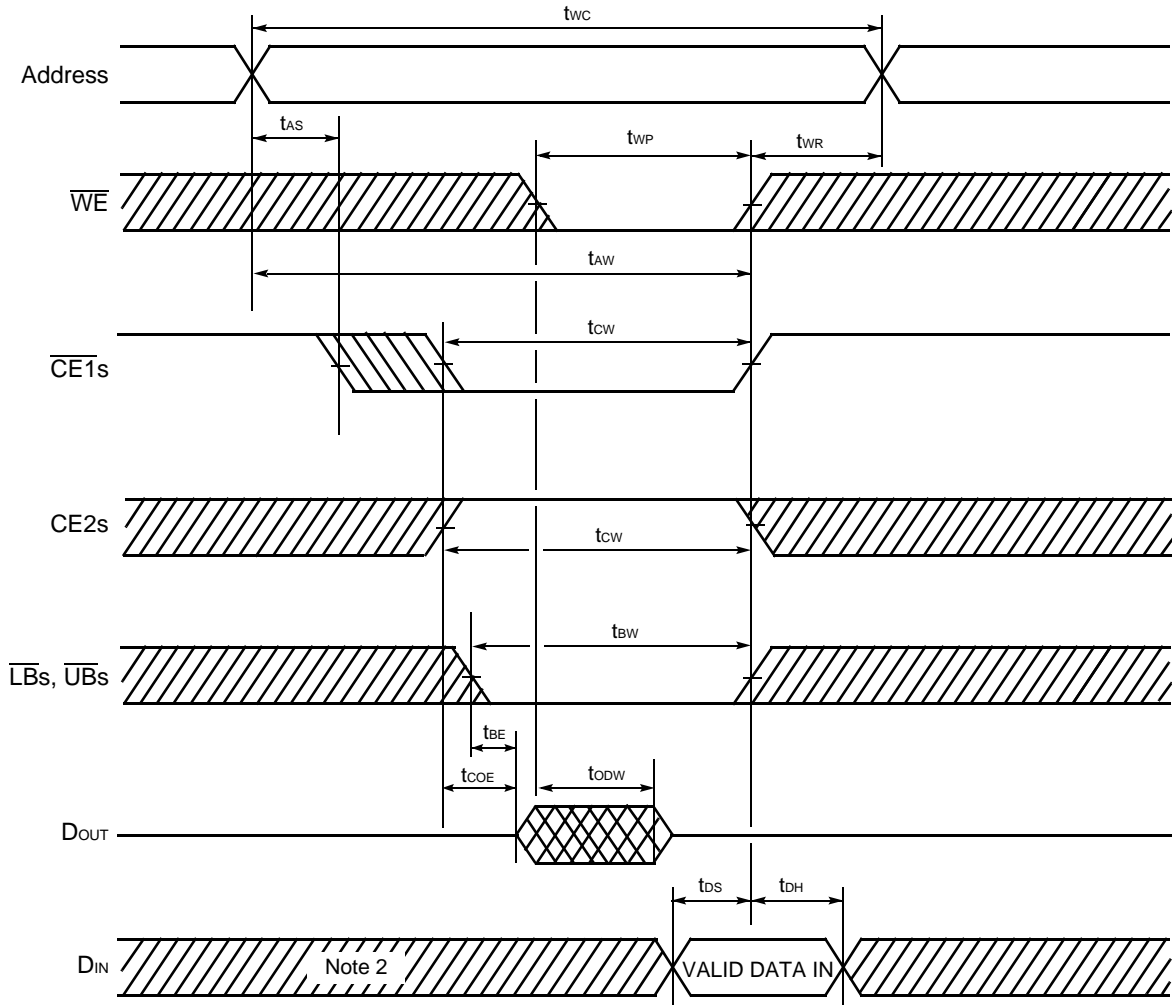 tWC
Address
tAS
tWP
tWR
WE
tAW
tCW
CE1s
CE2s
tCW
tBW
LBs, UBs
tBE
tCOE
tODW
DOUT
tDS
tDH
DIN
Note 2
VALID DATA IN